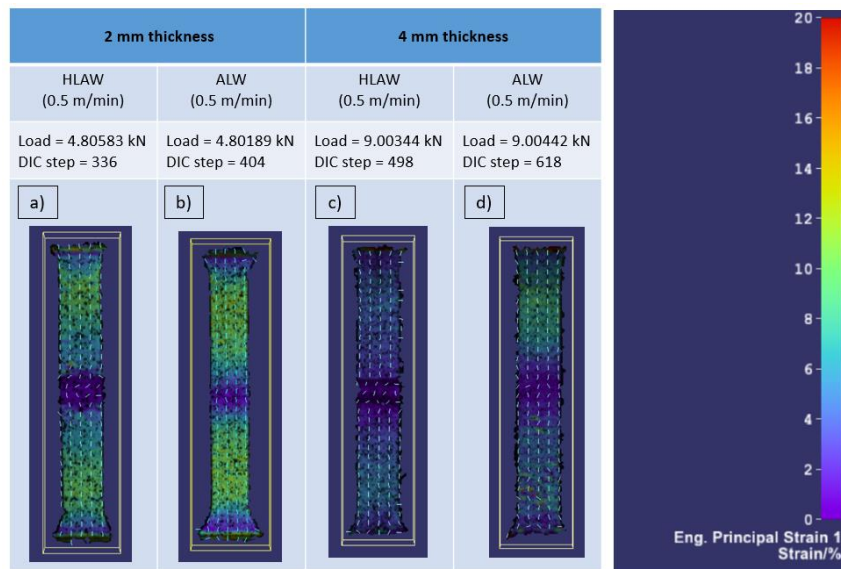 2 mm thickness
4 mm thickness
HLAW
(0.5 m/min)
ALW
(0.5 m/min)
HLAW
(0.5 m/min)
ALW
(0.5 m/min)
Load = 4.80583 kN
DIC step = 336
Load = 4.80189 kN
DIC step = 404
Load = 9.00344 kN
DIC step = 498
Load = 9.00442 kN
DIC step = 618
a)
b)
c)
d)
20
18
16
14
12
10
8
6
4
2
0
Eng. Principal Strain 1
Strain/%